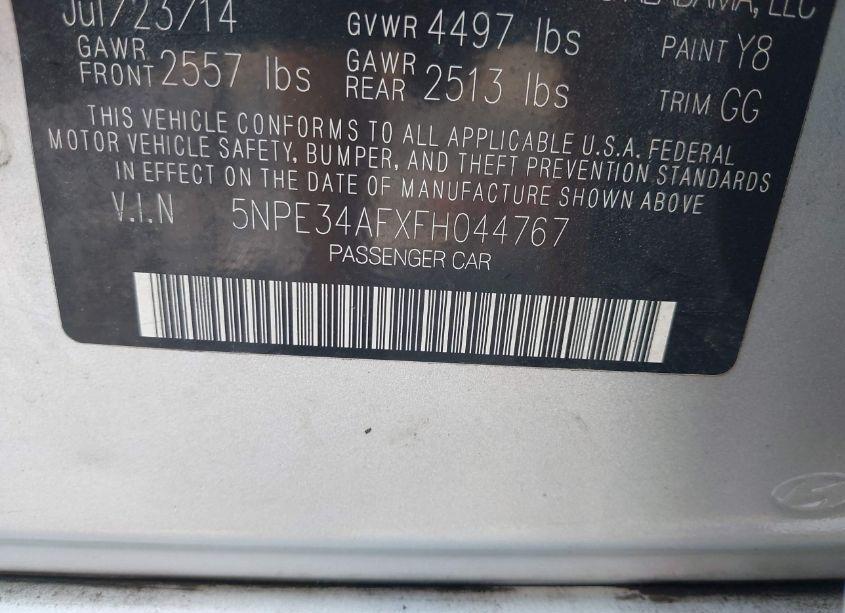 Jul/23/14 GVWR 4497 lbs PAINT Y8
GAWR FRONT 2557 lbs GAWR REAR 2513 lbs TRIM GG
THIS VEHICLE CONFORMS TO ALL APPLICABLE U.S.A. FEDERAL
MOTOR VEHICLE SAFETY, BUMPER, AND THEFT PREVENTION STANDARDS
IN EFFECT ON THE DATE OF MANUFACTURE SHOWN ABOVE
V.I.N 5NPE34AFXFH044767
PASSENGER CAR